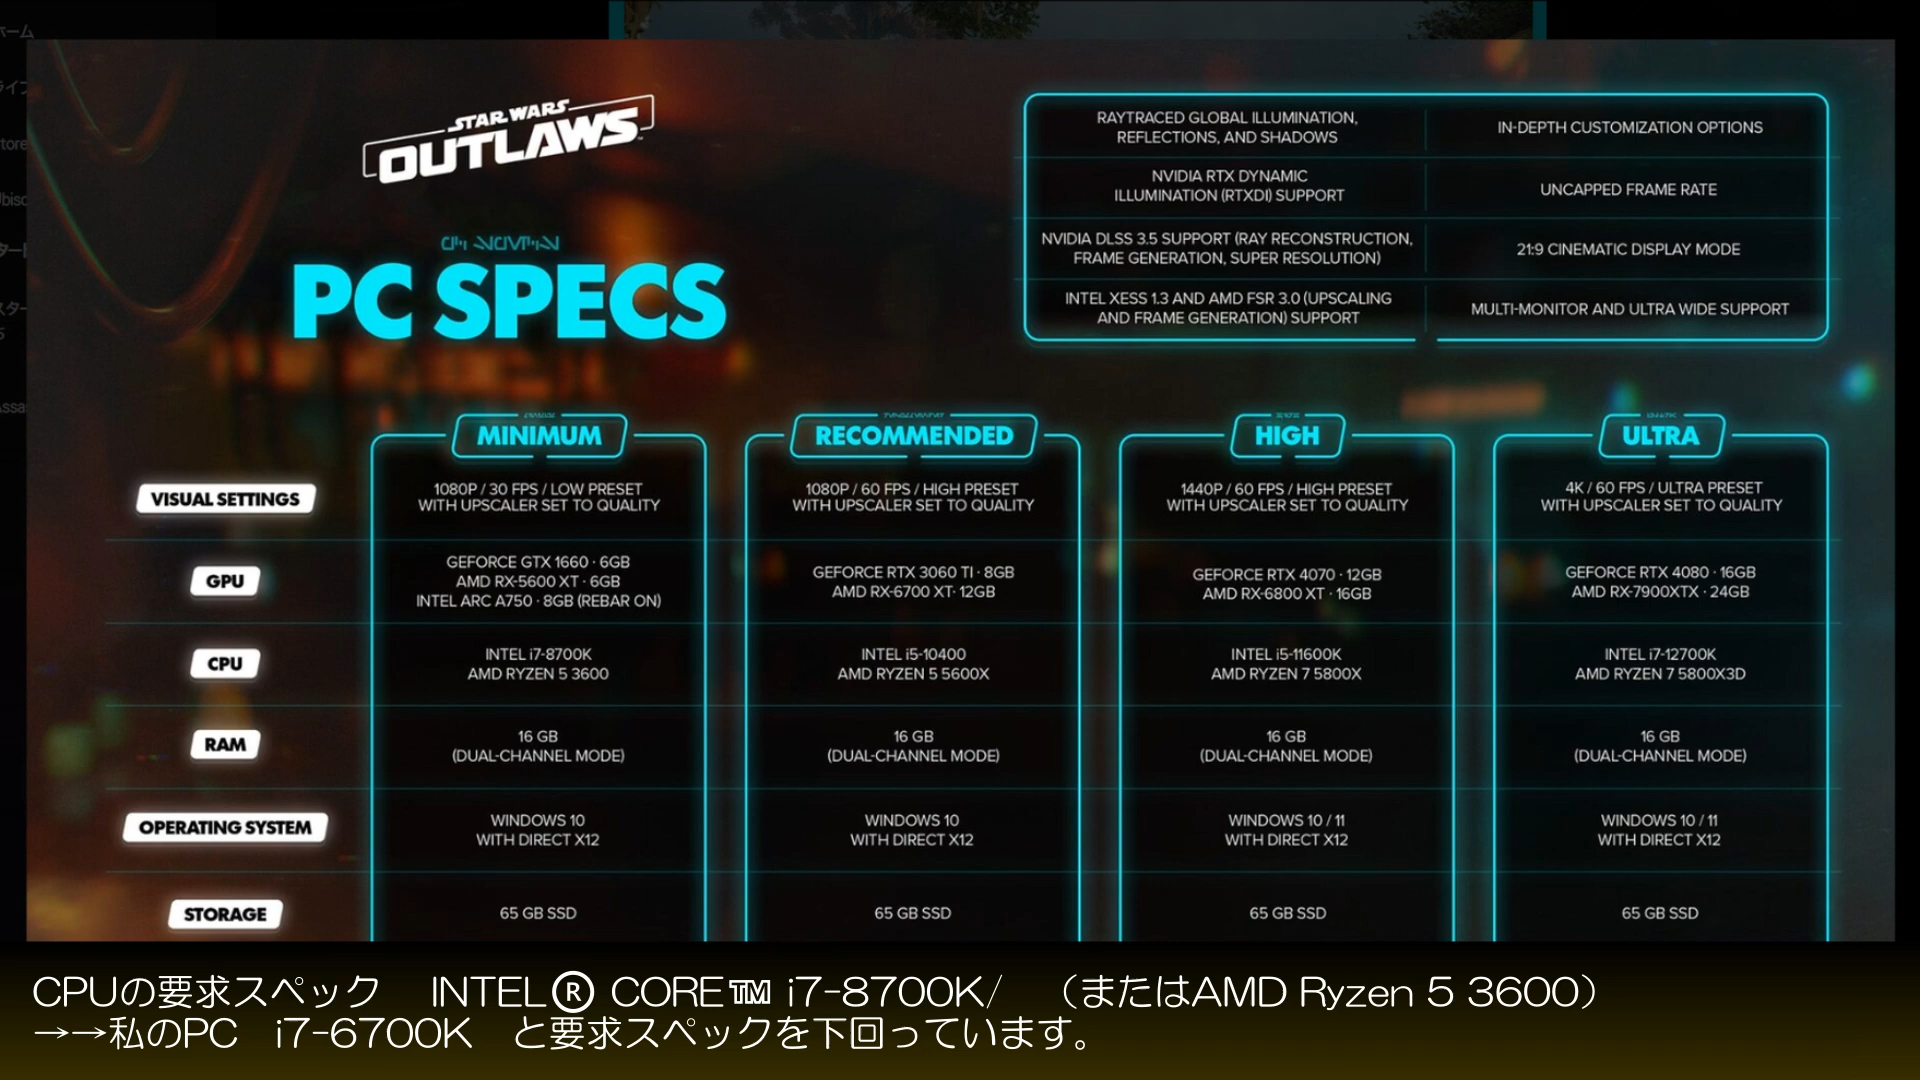 STAR WARS
OUTLAWS
PC SPECS
RAYTRACED GLOBAL ILLUMINATION,
REFLECTIONS, AND SHADOWS
IN-DEPTH CUSTOMIZATION OPTIONS
NVIDIA RTX DYNAMIC
ILLUMINATION (RTXDI) SUPPORT
UNCAPPED FRAME RATE
NVIDIA DLSS 3.5 SUPPORT (RAY RECONSTRUCTION,
FRAME GENERATION, SUPER RESOLUTION)
21:9 CINEMATIC DISPLAY MODE
INTEL XESS 1.3 AND AMD FSR 3.0 (UPSCALING
AND FRAME GENERATION) SUPPORT
MULTI-MONITOR AND ULTRA WIDE SUPPORT
MINIMUM
RECOMMENDED
HIGH
ULTRA
VISUAL SETTINGS
1080P / 30 FPS / LOW PRESET
WITH UPSCALER SET TO QUALITY
1080P / 60 FPS / HIGH PRESET
WITH UPSCALER SET TO QUALITY
1440P / 60 FPS / HIGH PRESET
WITH UPSCALER SET TO QUALITY
4K / 60 FPS / ULTRA PRESET
WITH UPSCALER SET TO QUALITY
GPU
GEFORCE GTX 1660 · 6GB
AMD RX-5600 XT · 6GB
INTEL ARC A750 · 8GB (REBAR ON)
GEFORCE RTX 3060 TI · 8GB
AMD RX-6700 XT· 12GB
GEFORCE RTX 4070 · 12GB
AMD RX-6800 XT · 16GB
GEFORCE RTX 4080 · 16GB
AMD RX-7900XTX · 24GB
CPU
INTEL i7-8700K
AMD RYZEN 5 3600
INTEL i5-10400
AMD RYZEN 5 5600X
INTEL i5-11600K
AMD RYZEN 7 5800X
INTEL i7-12700K
AMD RYZEN 7 5800X3D
RAM
16 GB
(DUAL-CHANNEL MODE)
16 GB
(DUAL-CHANNEL MODE)
16 GB
(DUAL-CHANNEL MODE)
16 GB
(DUAL-CHANNEL MODE)
OPERATING SYSTEM
WINDOWS 10
WITH DIRECT X12
WINDOWS 10
WITH DIRECT X12
WINDOWS 10 / 11
WITH DIRECT X12
WINDOWS 10 / 11
WITH DIRECT X12
STORAGE
65 GB SSD
65 GB SSD
65 GB SSD
65 GB SSD
CPUの要求スペック　INTEL® CORE™ i7-8700K/　（またはAMD Ryzen 5 3600）
→→私のPC　i7-6700K　と要求スペックを下回っています。